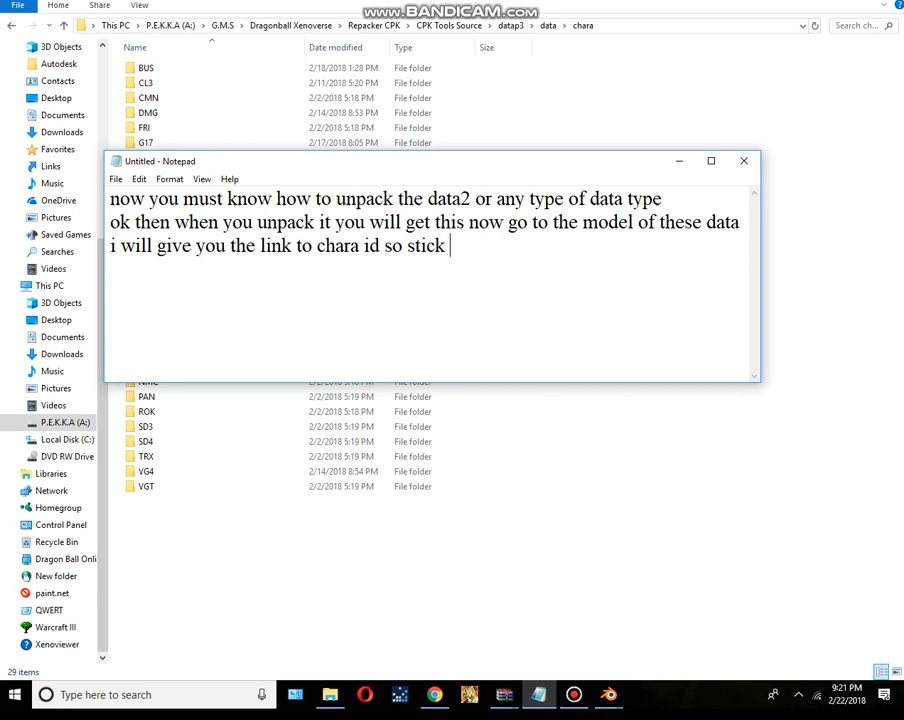 WWW.BANDICAM.COM
File Home Share View
This PC > P.E.K.K.A (A:) > G.M.S > Dragonball Xenoverse > Repacker CPK > CPK Tools Source > datap3 > data > chara
Search ch...
Name Date modified Type Size
3D Objects
Autodesk
Contacts
Desktop
Documents
Downloads
Favorites
Links
Music
OneDrive
Pictures
Saved Games
Searches
Videos
This PC
3D Objects
Desktop
Documents
Downloads
Music
Pictures
Videos
P.E.K.K.A (A:)
Local Disk (C:)
DVD RW Drive
Libraries
Network
Homegroup
Control Panel
Recycle Bin
Dragon Ball Onli
New folder
paint.net
QWERT
Warcraft III
Xenoviewer
BUS 2/18/2018 1:28 PM File folder
CL3 2/11/2018 5:20 PM File folder
CMN 2/2/2018 5:18 PM File folder
DMG 2/14/2018 8:53 PM File folder
FRI 2/2/2018 5:18 PM File folder
G17 2/17/2018 8:05 PM File folder
Untitled - Notepad
File Edit Format View Help
now you must know how to unpack the data2 or any type of data type
ok then when you unpack it you will get this now go to the model of these data
i will give you the link to chara id so stick
PAN 2/2/2018 5:19 PM File folder
ROK 2/2/2018 5:18 PM File folder
SD3 2/2/2018 5:19 PM File folder
SD4 2/2/2018 5:19 PM File folder
TRX 2/2/2018 5:19 PM File folder
VG4 2/14/2018 8:54 PM File folder
VGT 2/2/2018 5:19 PM File folder
29 items
Type here to search
9:21 PM
2/22/2018